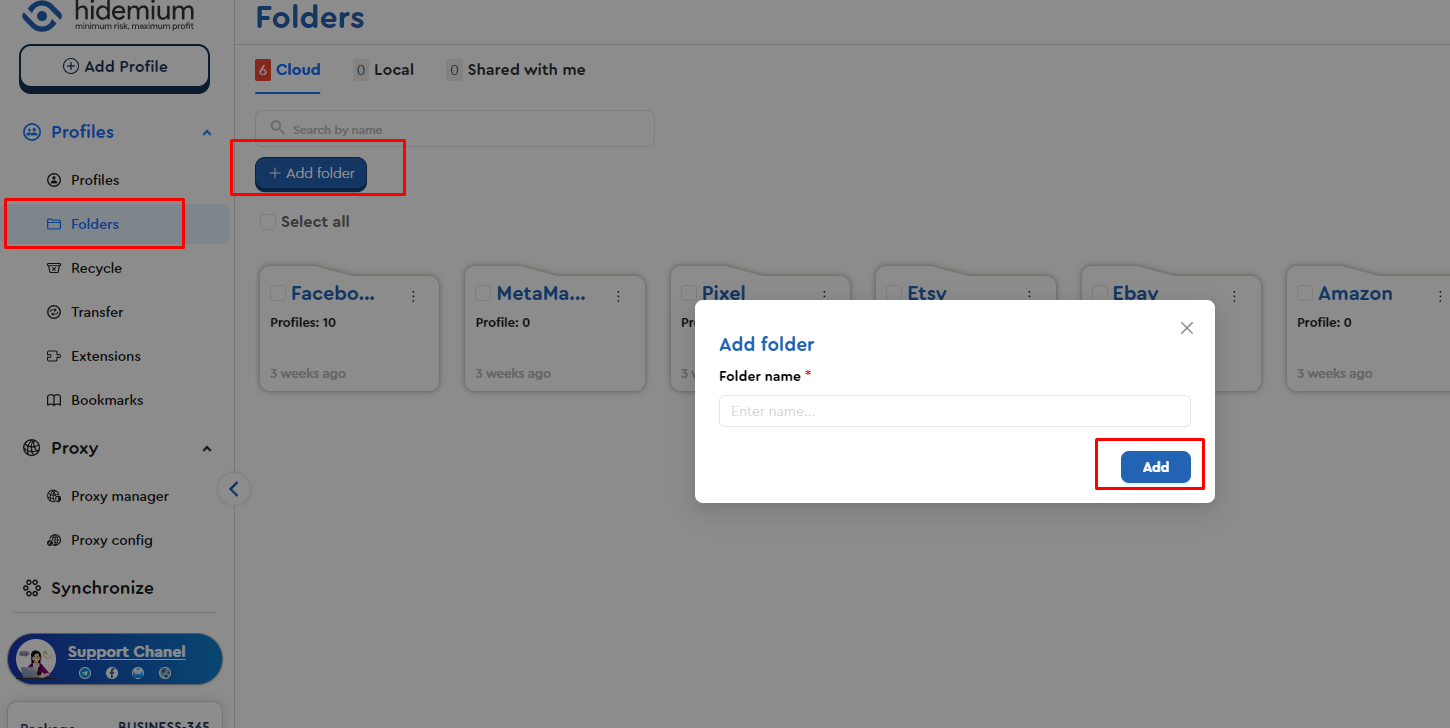 hidemium
minimum risk, maximum profit
Add Profile
Profiles
Profiles
Folders
Recycle
Transfer
Extensions
Bookmarks
Proxy
Proxy manager
Proxy config
Synchronize
Support Chanel
Package BUSINESS-365
Folders
6 Cloud 0 Local 0 Shared with me
Search by name
+ Add folder
Select all
Facebo... MetaMa... Pixel Etsy Ebay Amazon
Profiles: 10 Profile: 0 Pr Profile: 0
3 weeks ago 3 weeks ago 3 w 3 weeks ago
Add folder
Folder name *
Enter name...
Add